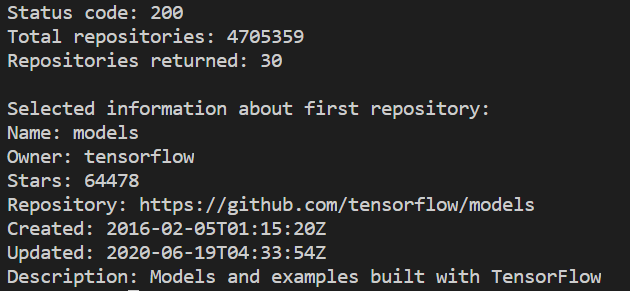 Status code: 200
Total repositories: 4705359
Repositories returned: 30
Selected information about first repository:
Name: models
Owner: tensorflow
Stars: 64478
Repository: https://github.com/tensorflow/models
Created: 2016-02-05T01:15:20Z
Updated: 2020-06-19T04:33:54Z
Description: Models and examples built with TensorFlow